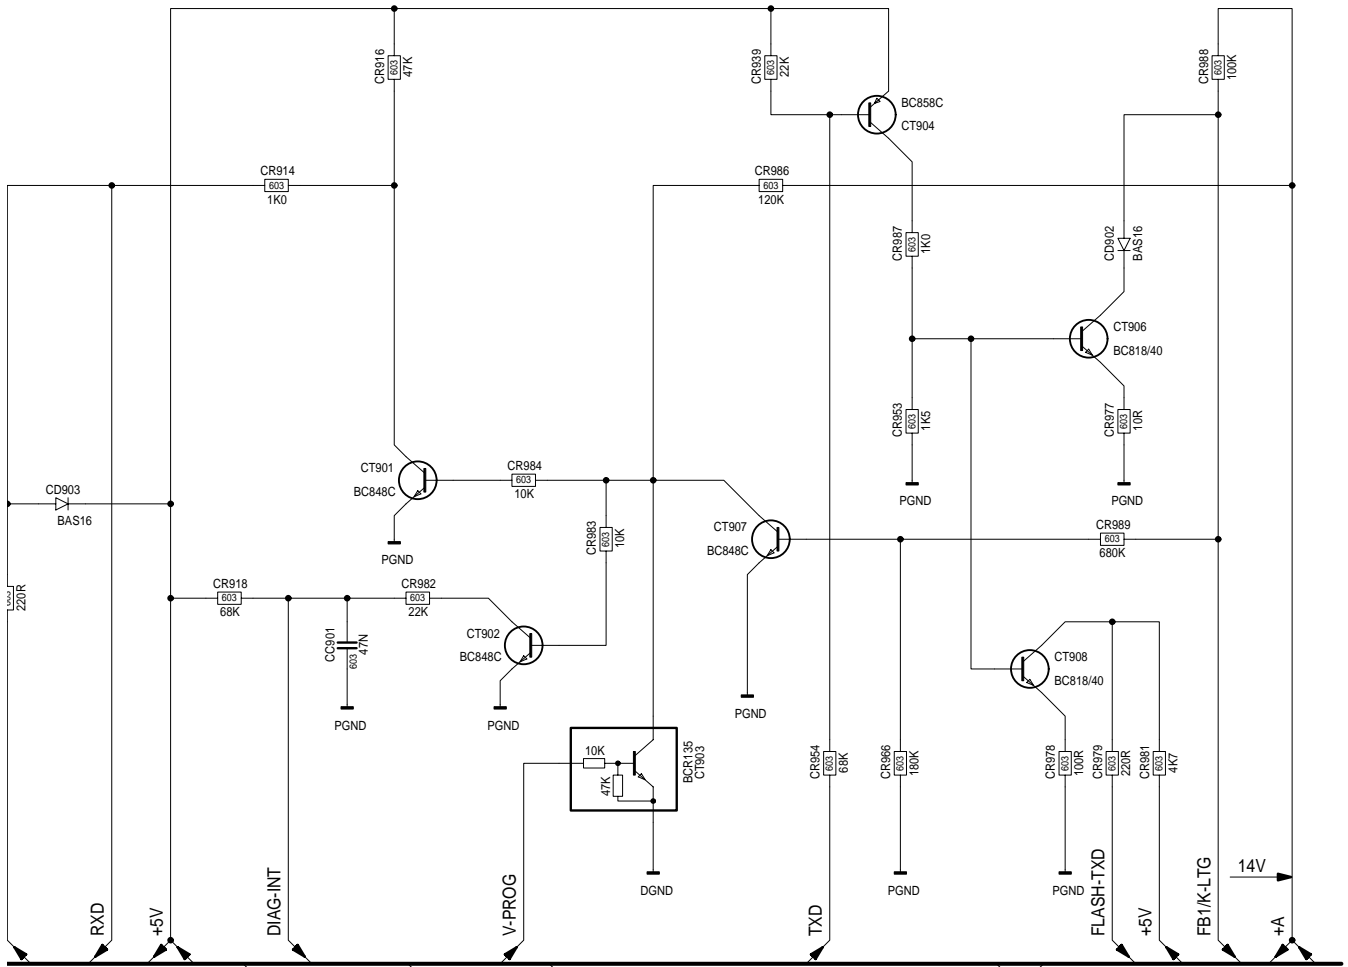 CR916
603
47K
CR939
603
22K
BC858C
CT904
CR988
603
100K
CR914
603
1K0
CR986
603
120K
CR987
603
1K0
CD902
BAS16
CT906
BC818/40
CR953
603
1K5
CR977
603
10R
PGND
PGND
CT901
BC848C
CR984
603
10K
CD903
BAS16
PGND
CR983
603
10K
CT907
BC848C
CR989
603
680K
220R
CR918
603
68K
CR982
603
22K
CC901
603
47N
CT902
BC848C
CT908
BC818/40
PGND
PGND
PGND
10K
47K
BCR135
CT903
CR954
603
68K
CR966
603
180K
CR978
603
100R
CR979
603
220R
CR981
603
4K7
DGND
PGND
PGND
14V
RXD
+5V
DIAG-INT
V-PROG
TXD
FLASH-TXD
+5V
FB1/K-LTG
+A